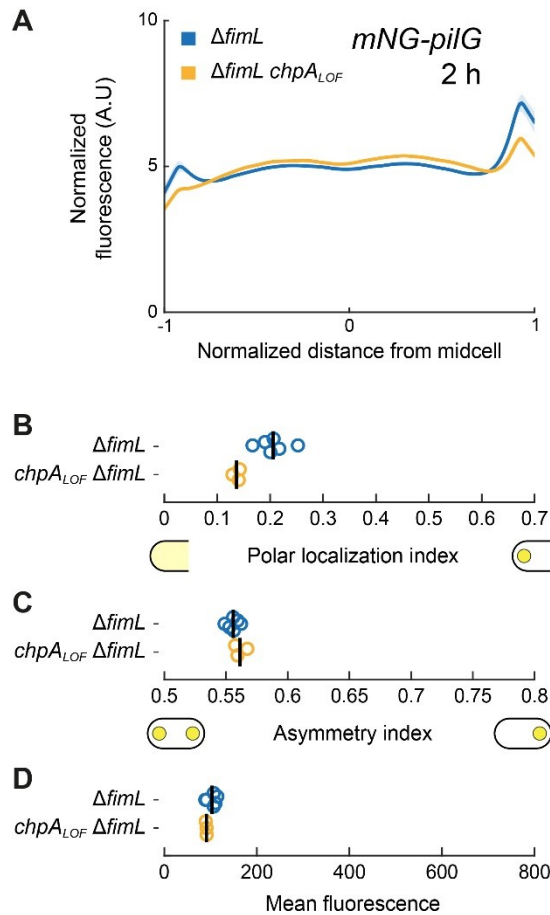 A
10
5
0
Normalized
fluorescence (A.U)
ΔfimL
ΔfimL chpA_LOF
mNG-pilG
2 h
-1
0
1
Normalized distance from midcell
B
ΔfimL
chpA_LOF ΔfimL
0 0.1 0.2 0.3 0.4 0.5 0.6 0.7
Polar localization index
C
ΔfimL
chpA_LOF ΔfimL
0.5 0.55 0.6 0.65 0.7 0.75 0.8
Asymmetry index
D
ΔfimL
chpA_LOF ΔfimL
0 200 400 600 800
Mean fluorescence